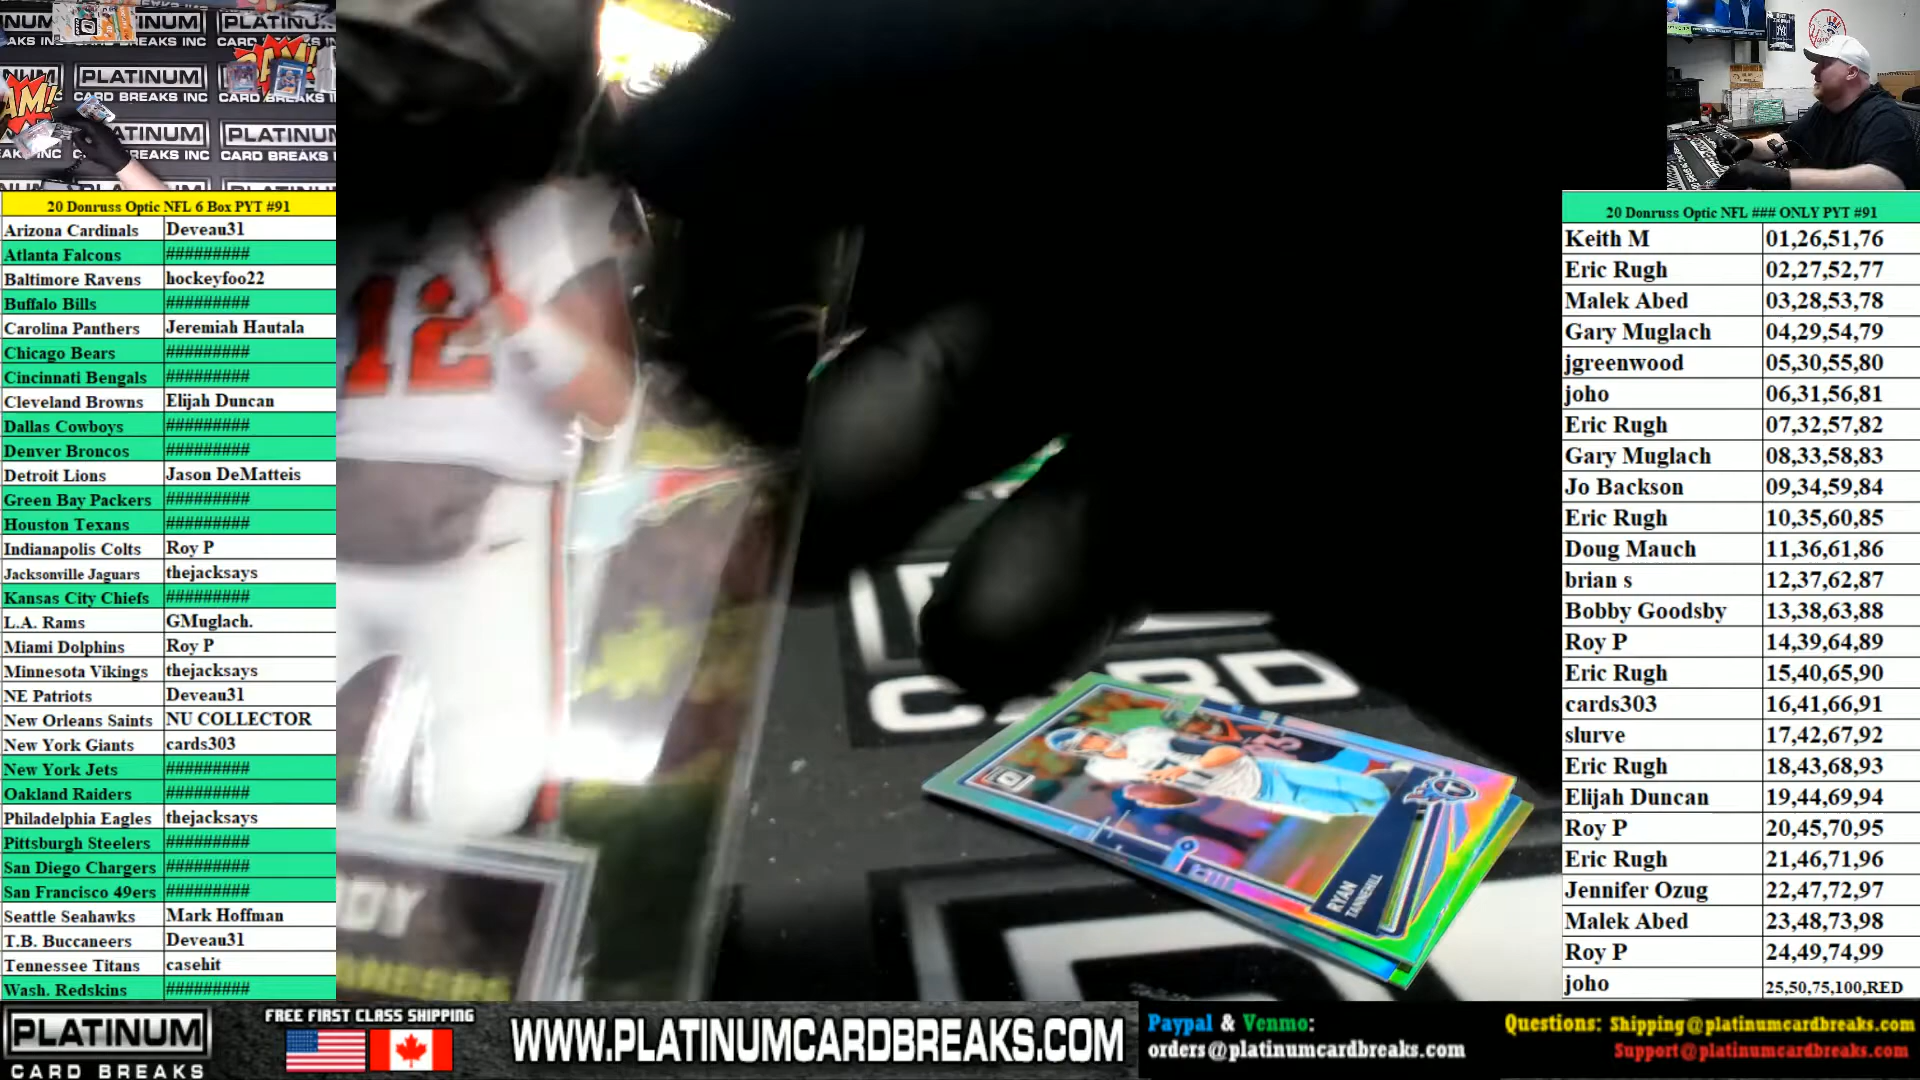 PLATINUM
CARD BREAKS INC
PLATINUM
20 Donruss Optic NFL 6 Box PYT #91
Arizona Cardinals Deveau31
Atlanta Falcons #########
Baltimore Ravens hockeyfoo22
Buffalo Bills #########
Carolina Panthers Jeremiah Hautala
Chicago Bears #########
Cincinnati Bengals #########
Cleveland Browns Elijah Duncan
Dallas Cowboys #########
Denver Broncos #########
Detroit Lions Jason DeMatteis
Green Bay Packers #########
Houston Texans #########
Indianapolis Colts Roy P
Jacksonville Jaguars thejacksays
Kansas City Chiefs #########
L.A. Rams GMuglach.
Miami Dolphins Roy P
Minnesota Vikings thejacksays
NE Patriots Deveau31
New Orleans Saints NU COLLECTOR
New York Giants cards303
New York Jets #########
Oakland Raiders #########
Philadelphia Eagles thejacksays
Pittsburgh Steelers #########
San Diego Chargers #########
San Francisco 49ers #########
Seattle Seahawks Mark Hoffman
T.B. Buccaneers Deveau31
Tennessee Titans casehit
Wash. Redskins #########
12
CARD
RYAN
TANNEHILL
20 Donruss Optic NFL ### ONLY PYT #91
Keith M 01,26,51,76
Eric Rugh 02,27,52,77
Malek Abed 03,28,53,78
Gary Muglach 04,29,54,79
jgreenwood 05,30,55,80
joho 06,31,56,81
Eric Rugh 07,32,57,82
Gary Muglach 08,33,58,83
Jo Backson 09,34,59,84
Eric Rugh 10,35,60,85
Doug Mauch 11,36,61,86
brian s 12,37,62,87
Bobby Goodsby 13,38,63,88
Roy P 14,39,64,89
Eric Rugh 15,40,65,90
cards303 16,41,66,91
slurve 17,42,67,92
Eric Rugh 18,43,68,93
Elijah Duncan 19,44,69,94
Roy P 20,45,70,95
Eric Rugh 21,46,71,96
Jennifer Ozug 22,47,72,97
Malek Abed 23,48,73,98
Roy P 24,49,74,99
joho 25,50,75,100,RED
PLATINUM
CARD BREAKS
FREE FIRST CLASS SHIPPING
WWW.PLATINUMCARDBREAKS.COM
Paypal & Venmo:
orders@platinumcardbreaks.com
Questions: Shipping@platinumcardbreaks.com
Support@platinumcardbreaks.com